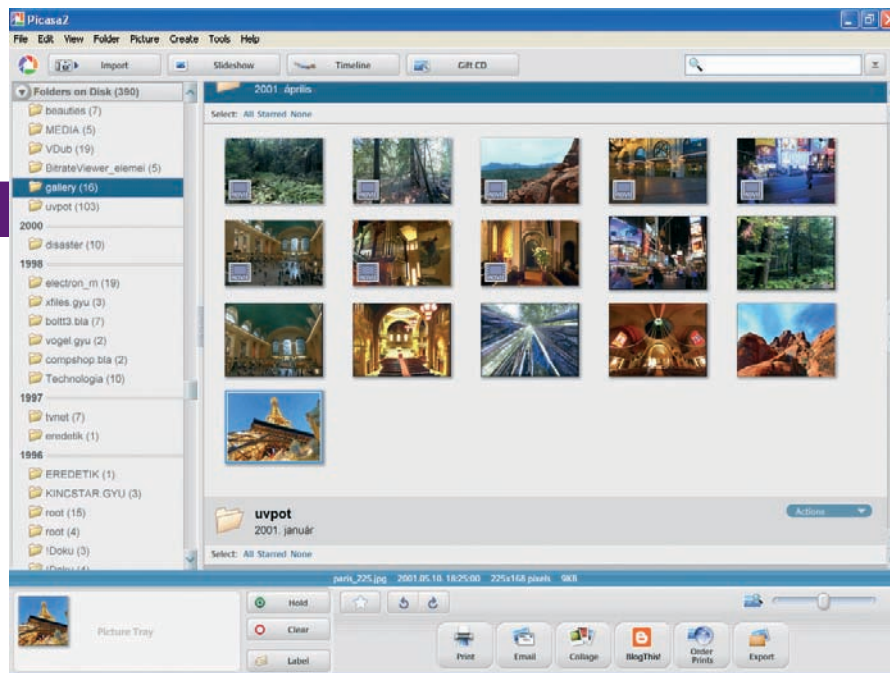 Picasa2
File Edit View Folder Picture Create Tools Help
Import Slideshow Timeline Gift CD
Folders on Disk (390)
beauties (7)
MEDIA (5)
VDub (19)
BitrateViewer_elemei (5)
gallery (16)
uvpot (103)
2000
disaster (10)
1998
electron_m (19)
xfiles.gyu (3)
boltt3.bla (7)
vogel.gyu (2)
compshop.bla (2)
Technologia (10)
1997
tvnet (7)
eredetik (1)
1996
EREDETIK (1)
KINCSTAR.GYU (3)
root (15)
root (4)
!Doku (3)
!Doku (4)
2001. április
Select: All Starred None
uvpot
2001. január
Actions
Select: All Starred None
paris_225.jpg 2001.05.10. 18:25:00 225x168 pixels 9KB
Picture Tray
Hold
Clear
Label
Print Email Collage BlogThis! Order Prints Export